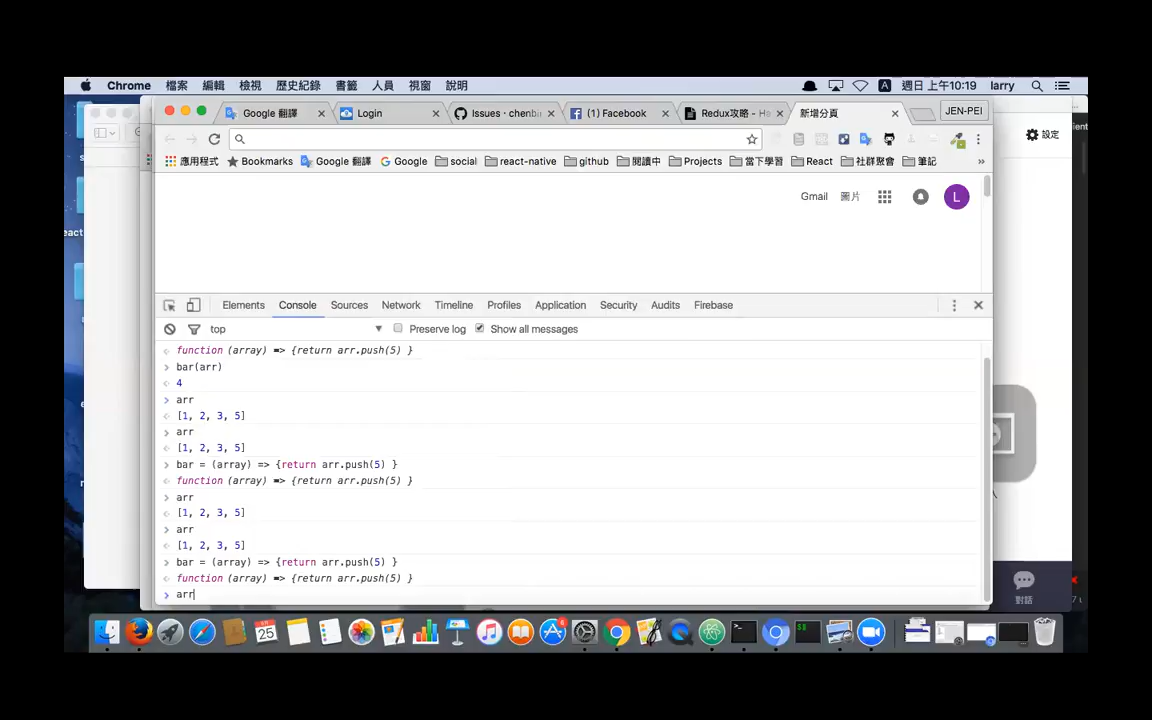 Chrome 檔案 編輯 檢視 歷史紀錄 書籤 人員 視窗 說明 A 週日 上午10:19 larry
Google 翻譯 Login Issues · chenbin (1) Facebook Redux攻略 - 新增分頁 JEN-PEI
設定
應用程式 Bookmarks Google 翻譯 Google social react-native github 閱讀中 Projects 當下學習 React 社群聚會 筆記 »
Gmail 圖片 L
Elements Console Sources Network Timeline Profiles Application Security Audits Firebase
top Preserve log Show all messages
function (array) => {return arr.push(5) }
bar(arr)
4
arr
[1, 2, 3, 5]
arr
[1, 2, 3, 5]
bar = (array) => {return arr.push(5) }
function (array) => {return arr.push(5) }
arr
[1, 2, 3, 5]
arr
[1, 2, 3, 5]
bar = (array) => {return arr.push(5) }
function (array) => {return arr.push(5) }
arr
對話
25